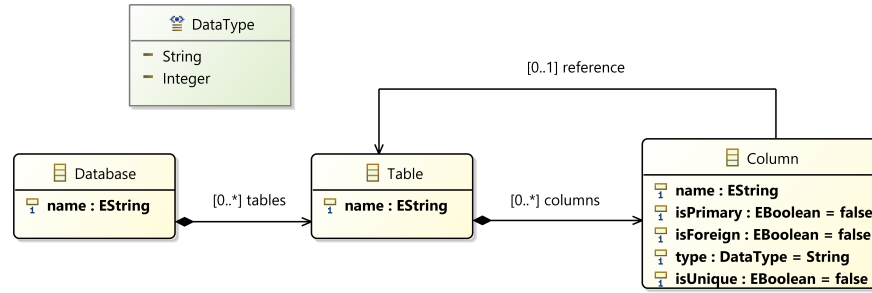 DataType
String
Integer
[0..1] reference
Database
name : EString
[0..*] tables
Table
name : EString
[0..*] columns
Column
name : EString
isPrimary : EBoolean = false
isForeign : EBoolean = false
type : DataType = String
isUnique : EBoolean = false